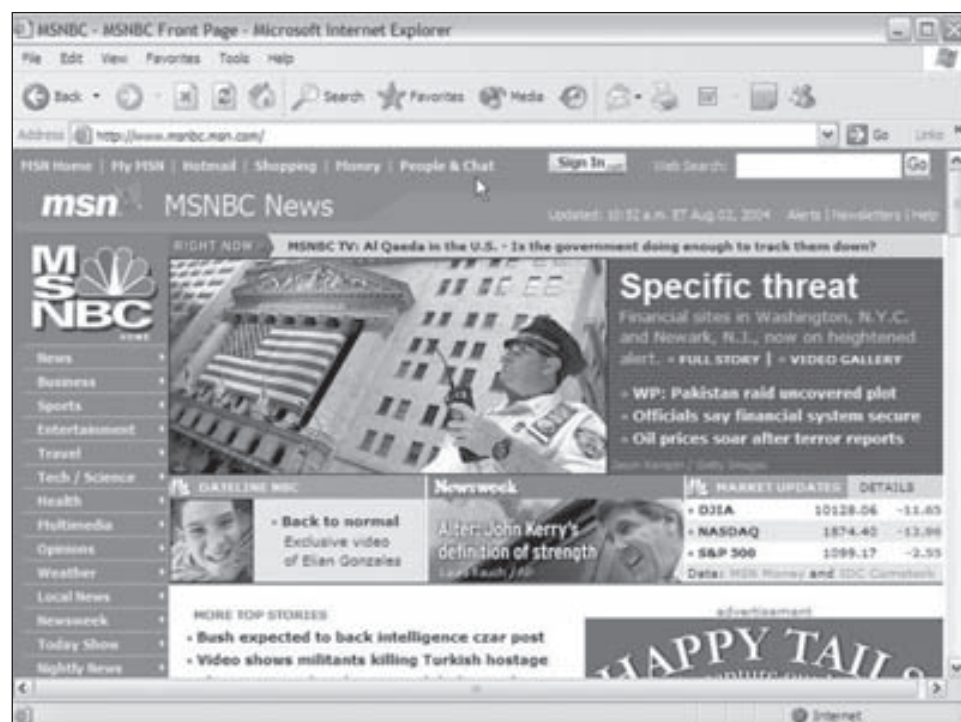 MSNBC - MSNBC Front Page - Microsoft Internet Explorer
File Edit View Favorites Tools Help
Back Search Favorites Media
Address http://www.msnbc.msn.com/ Go Links
MSN Home | My MSN | Hotmail | Shopping | Money | People & Chat Sign In Web Search: Go
msn MSNBC News Updated: 10:52 a.m. ET Aug.02, 2004 Alerts | Newsletters | Help
RIGHT NOW MSNBC TV: Al Qaeda in the U.S. - Is the government doing enough to track them down?
MSNBC
HOME
News
Business
Sports
Entertainment
Travel
Tech / Science
Health
Multimedia
Opinions
Weather
Local News
Newsweek
Today Show
Nightly News
Specific threat
Financial sites in Washington, N.Y.C.
and Newark, N.J., now on heightened
alert. • FULL STORY | • VIDEO GALLERY
• WP: Pakistan raid uncovered plot
• Officials say financial system secure
• Oil prices soar after terror reports
/ Getty Images
DATELINE NBC
• Back to normal
Exclusive video
of Elian Gonzales
Newsweek
Alter: John Kerry's
definition of strength
MARKET UPDATES DETAILS
• DJIA 10128.06 -11.65
• NASDAQ 1874.40 -12.96
• S&P 500 1099.17 -2.55
Data: MSN Money and IDC Comstock
MORE TOP STORIES
• Bush expected to back intelligence czar post
• Video shows militants killing Turkish hostage
advertisement
HAPPY TAILS
Internet